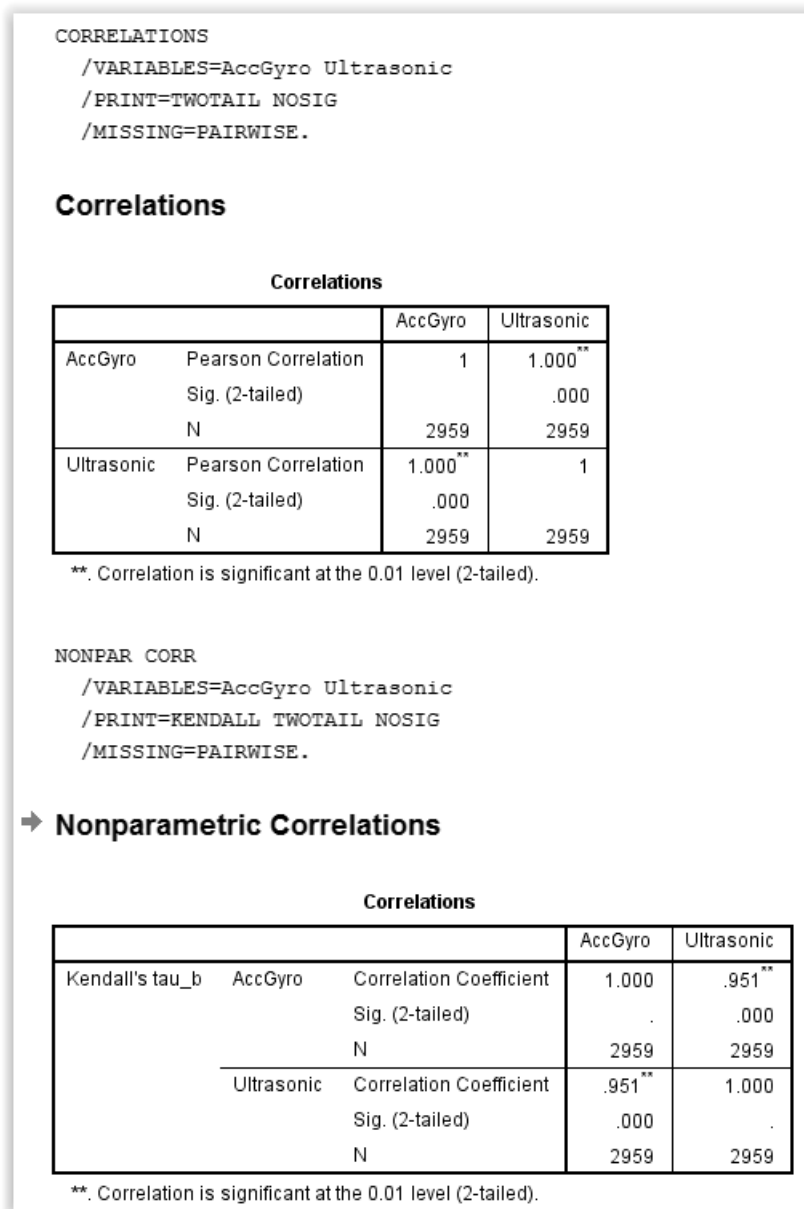 CORRELATIONS
/VARIABLES=AccGyro Ultrasonic
/PRINT=TWOTAIL NOSIG
/MISSING=PAIRWISE.
Correlations
Correlations
AccGyro Ultrasonic
AccGyro Pearson Correlation 1 1.000**
Sig. (2-tailed) .000
N 2959 2959
Ultrasonic Pearson Correlation 1.000** 1
Sig. (2-tailed) .000
N 2959 2959
**. Correlation is significant at the 0.01 level (2-tailed).
NONPAR CORR
/VARIABLES=AccGyro Ultrasonic
/PRINT=KENDALL TWOTAIL NOSIG
/MISSING=PAIRWISE.
Nonparametric Correlations
Correlations
AccGyro Ultrasonic
Kendall's tau_b AccGyro Correlation Coefficient 1.000 .951**
Sig. (2-tailed) . .000
N 2959 2959
Ultrasonic Correlation Coefficient .951** 1.000
Sig. (2-tailed) .000 .
N 2959 2959
**. Correlation is significant at the 0.01 level (2-tailed).